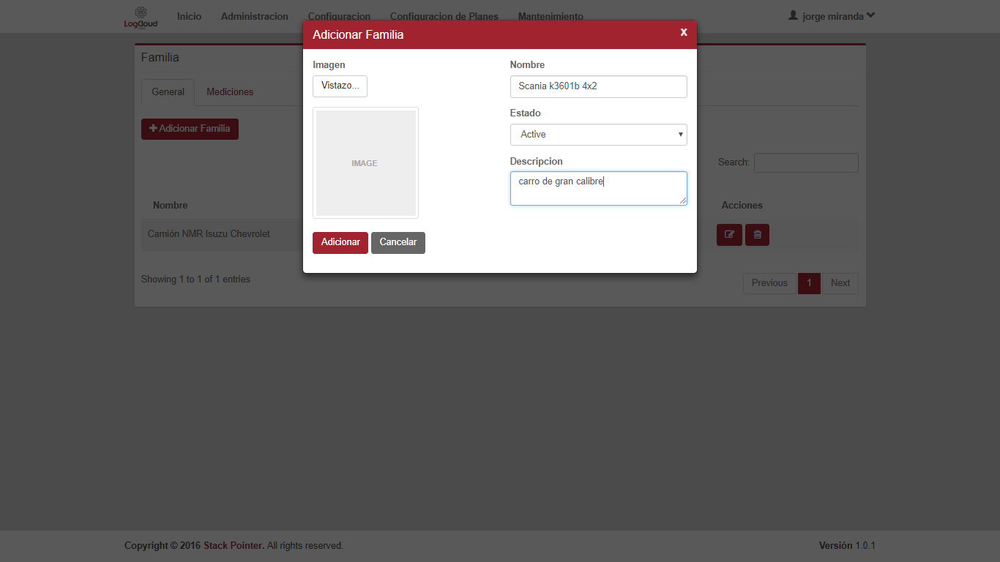 LogCloud
Inicio
Administracion
Configuracion
Configuracion de Planes
Mantenimiento
jorge miranda
Adicionar Familia
x
Familia
General
Mediciones
Adicionar Familia
Imagen
Vistazo...
IMAGE
Nombre
Scania k3601b 4x2
Estado
Active
Descripcion
carro de gran calibre
Adicionar
Cancelar
Search:
Nombre
Acciones
Camión NMR Isuzu Chevrolet
Showing 1 to 1 of 1 entries
Previous
1
Next
Copyright © 2016 Stack Pointer. All rights reserved.
Versión 1.0.1